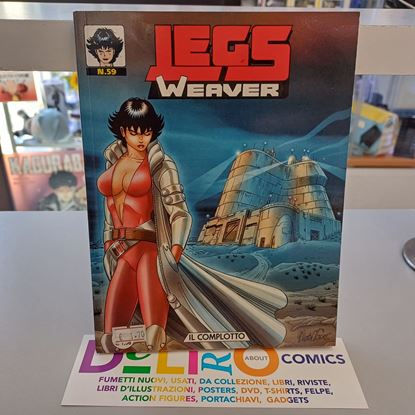 N.59
LEGS
WEAVER
IL COMPLOTTO
DELIRIO ABOUT COMICS
FUMETTI NUOVI, USATI, DA COLLEZIONE, LIBRI, RIVISTE,
LIBRI D'ILLUSTRAZIONI, POSTERS, DVD, T-SHIRTS, FELPE,
ACTION FIGURES, PORTACHIAVI, GADGETS